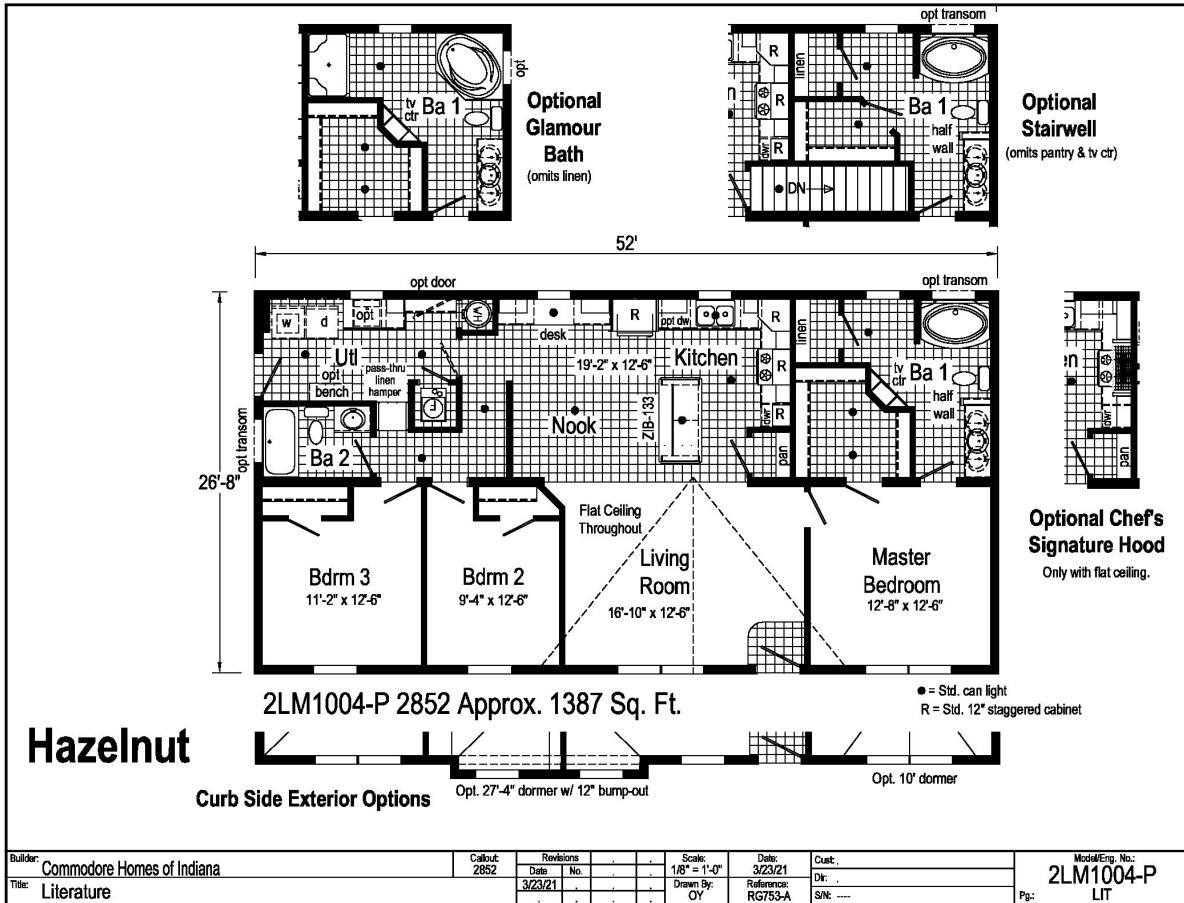 opt transom
R
linen
n
R
Ba 1
half
wall
R
dwr
DN
Optional
Stairwell
(omits pantry & tv ctr)
opt
tv
ctr
Ba 1
Optional
Glamour
Bath
(omits linen)
52'
opt door
opt transom
w
d
opt
WH
desk
R
opt dw
R
linen
Utl
opt
bench
pass-thru
linen
hamper
19'-2" x 12'-6"
Kitchen
R
tv
ctr
Ba 1
half
wall
F
Nook
ZIB-133
R
dwr
pan
opt transom
Ba 2
26'-8"
en
dwr
pan
Optional Chef's
Signature Hood
Only with flat ceiling.
Flat Ceiling
Throughout
Bdrm 3
11'-2" x 12'-6"
Bdrm 2
9'-4" x 12'-6"
Living
Room
16'-10" x 12'-6"
Master
Bedroom
12'-8" x 12'-6"
2LM1004-P 2852 Approx. 1387 Sq. Ft.
● = Std. can light
R = Std. 12" staggered cabinet
Hazelnut
Curb Side Exterior Options
Opt. 27'-4" dormer w/ 12" bump-out
Opt. 10' dormer
Builder: Commodore Homes of Indiana
Title: Literature
Callout: 2852
Revisions
Date No.
3/23/21
Scale: 1/8" = 1'-0"
Drawn By: OY
Date: 3/23/21
Reference: RG753-A
Cust.:
Dlr.:
S/N: ----
Model/Eng. No.: 2LM1004-P
Pg.: LIT